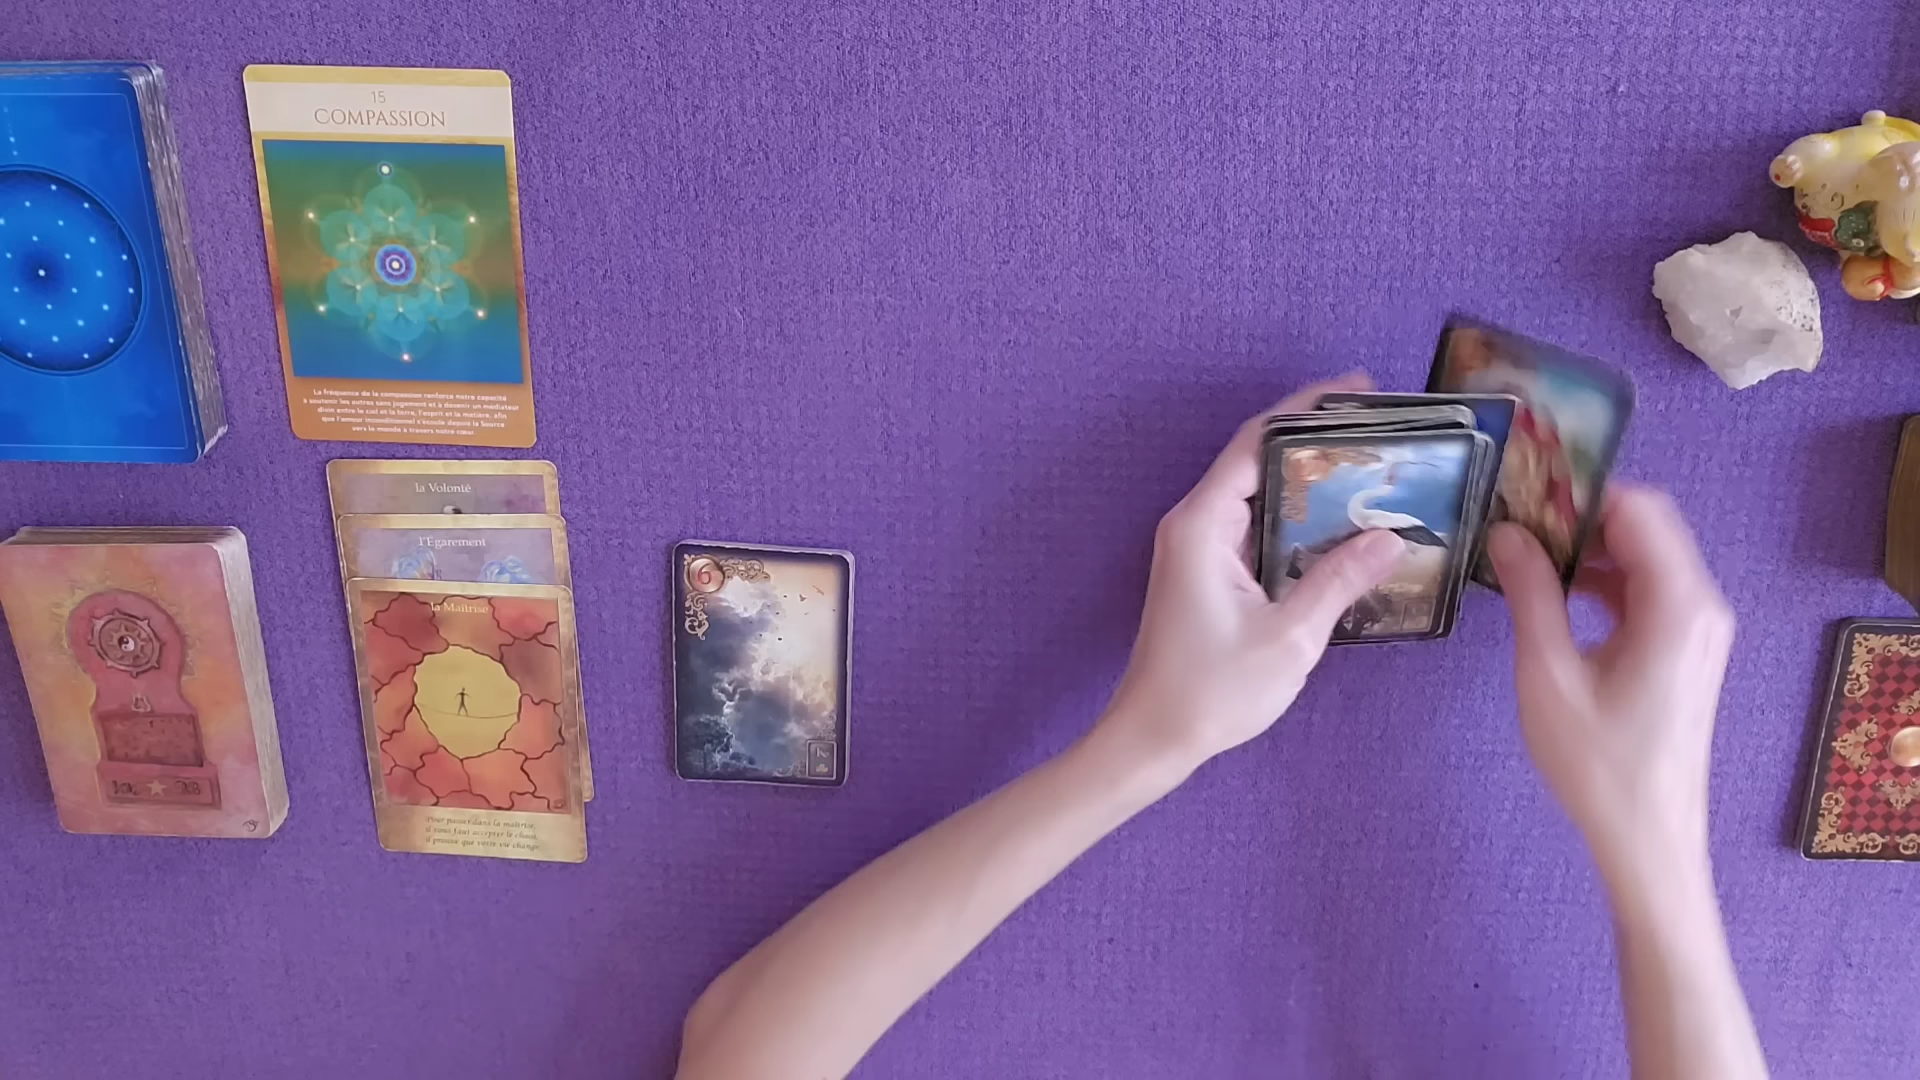 15
COMPASSION
La fréquence de la compassion renforce notre capacité
à soutenir les autres sans jugement et à devenir un médiateur
divin entre le ciel et la terre, l'esprit et la matière, afin
que l'amour inconditionnel s'écoule depuis la Source
vers le monde à travers notre cœur.
la Volonté
l'Egarement
la Maîtrise
Pour passer dans la maîtrise,
il vous faut accepter le chaos,
il prouve que votre vie change.
6